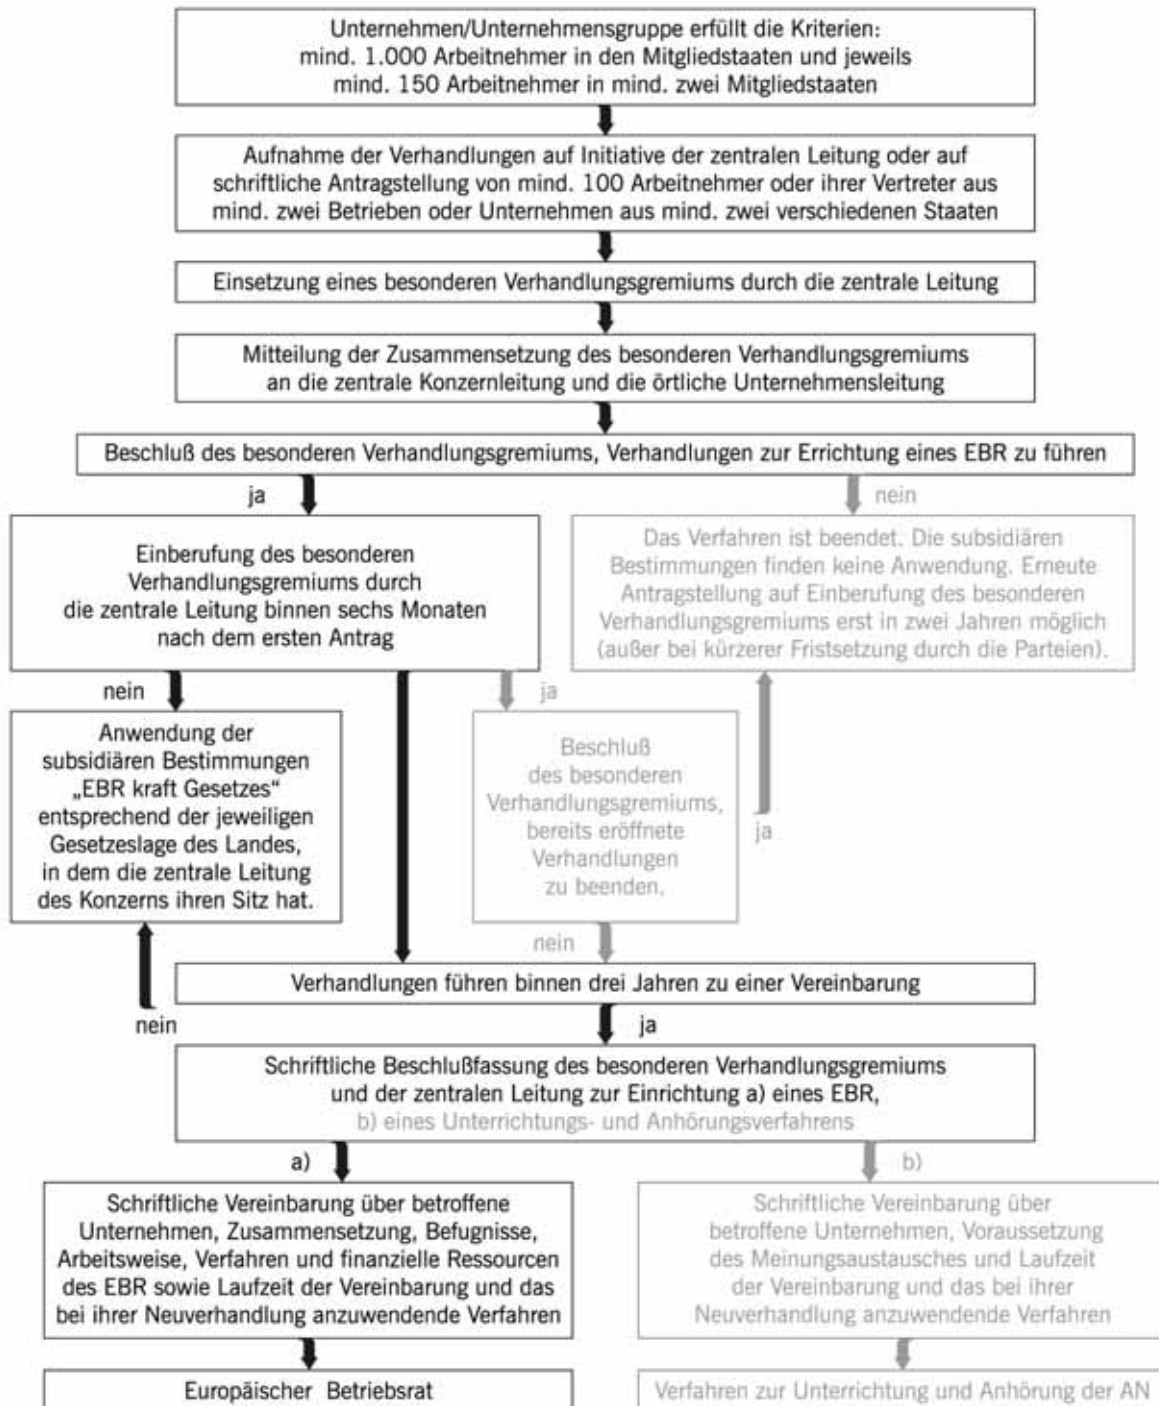 Unternehmen/Unternehmensgruppe erfüllt die Kriterien:
mind. 1.000 Arbeitnehmer in den Mitgliedstaaten und jeweils
mind. 150 Arbeitnehmer in mind. zwei Mitgliedstaaten
Aufnahme der Verhandlungen auf Initiative der zentralen Leitung oder auf
schriftliche Antragstellung von mind. 100 Arbeitnehmer oder ihrer Vertreter aus
mind. zwei Betrieben oder Unternehmen aus mind. zwei verschiedenen Staaten
Einsetzung eines besonderen Verhandlungsgremiums durch die zentrale Leitung
Mitteilung der Zusammensetzung des besonderen Verhandlungsgremiums
an die zentrale Konzernleitung und die örtliche Unternehmensleitung
Beschluß des besonderen Verhandlungsgremiums, Verhandlungen zur Errichtung eines EBR zu führen
ja
nein
Einberufung des besonderen
Verhandlungsgremiums durch
die zentrale Leitung binnen sechs Monaten
nach dem ersten Antrag
Das Verfahren ist beendet. Die subsidiären
Bestimmungen finden keine Anwendung. Erneute
Antragstellung auf Einberufung des besonderen
Verhandlungsgremiums erst in zwei Jahren möglich
(außer bei kürzerer Fristsetzung durch die Parteien).
nein
ja
Anwendung der
subsidiären Bestimmungen
„EBR kraft Gesetzes“
entsprechend der jeweiligen
Gesetzeslage des Landes,
in dem die zentrale Leitung
des Konzerns ihren Sitz hat.
Beschluß
des besonderen
Verhandlungsgremiums,
bereits eröffnete
Verhandlungen
zu beenden.
ja
nein
Verhandlungen führen binnen drei Jahren zu einer Vereinbarung
nein
ja
Schriftliche Beschlußfassung des besonderen Verhandlungsgremiums
und der zentralen Leitung zur Einrichtung a) eines EBR,
b) eines Unterrichtungs- und Anhörungsverfahrens
a)
b)
Schriftliche Vereinbarung über betroffene
Unternehmen, Zusammensetzung, Befugnisse,
Arbeitsweise, Verfahren und finanzielle Ressourcen
des EBR sowie Laufzeit der Vereinbarung und das
bei ihrer Neuverhandlung anzuwendende Verfahren
Schriftliche Vereinbarung über
betroffene Unternehmen, Voraussetzung
des Meinungsaustausches und Laufzeit
der Vereinbarung und das bei ihrer
Neuverhandlung anzuwendende Verfahren
Europäischer Betriebsrat
Verfahren zur Unterrichtung und Anhörung der AN